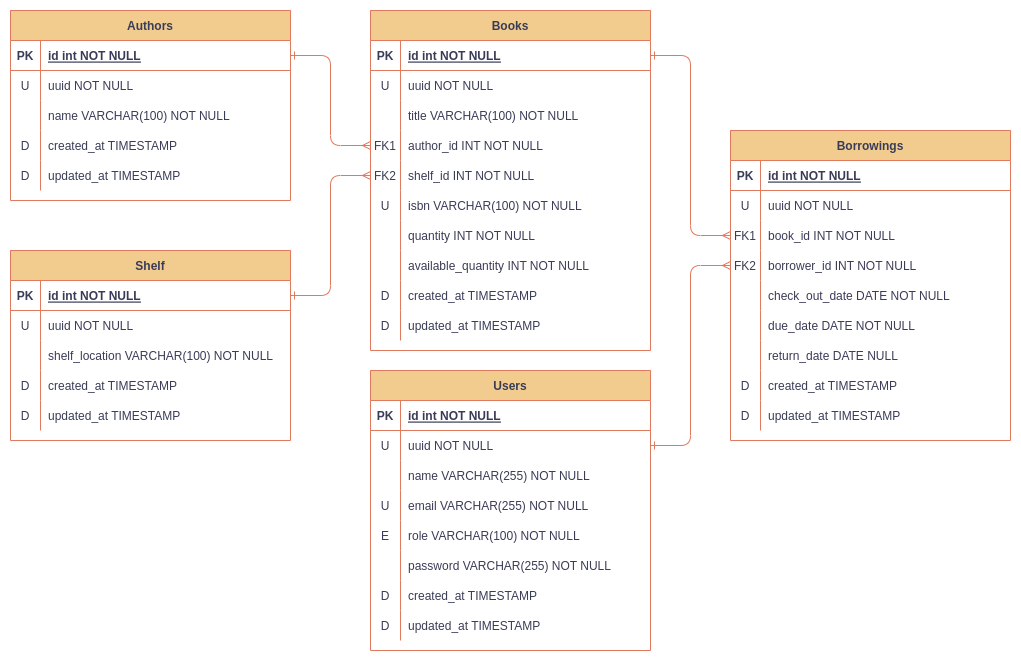 Authors
PK id int NOT NULL
U uuid NOT NULL
name VARCHAR(100) NOT NULL
D created_at TIMESTAMP
D updated_at TIMESTAMP
Shelf
PK id int NOT NULL
U uuid NOT NULL
shelf_location VARCHAR(100) NOT NULL
D created_at TIMESTAMP
D updated_at TIMESTAMP
Books
PK id int NOT NULL
U uuid NOT NULL
title VARCHAR(100) NOT NULL
FK1 author_id INT NOT NULL
FK2 shelf_id INT NOT NULL
U isbn VARCHAR(100) NOT NULL
quantity INT NOT NULL
available_quantity INT NOT NULL
D created_at TIMESTAMP
D updated_at TIMESTAMP
Users
PK id int NOT NULL
U uuid NOT NULL
name VARCHAR(255) NOT NULL
U email VARCHAR(255) NOT NULL
E role VARCHAR(100) NOT NULL
password VARCHAR(255) NOT NULL
D created_at TIMESTAMP
D updated_at TIMESTAMP
Borrowings
PK id int NOT NULL
U uuid NOT NULL
FK1 book_id INT NOT NULL
FK2 borrower_id INT NOT NULL
check_out_date DATE NOT NULL
due_date DATE NOT NULL
return_date DATE NULL
D created_at TIMESTAMP
D updated_at TIMESTAMP